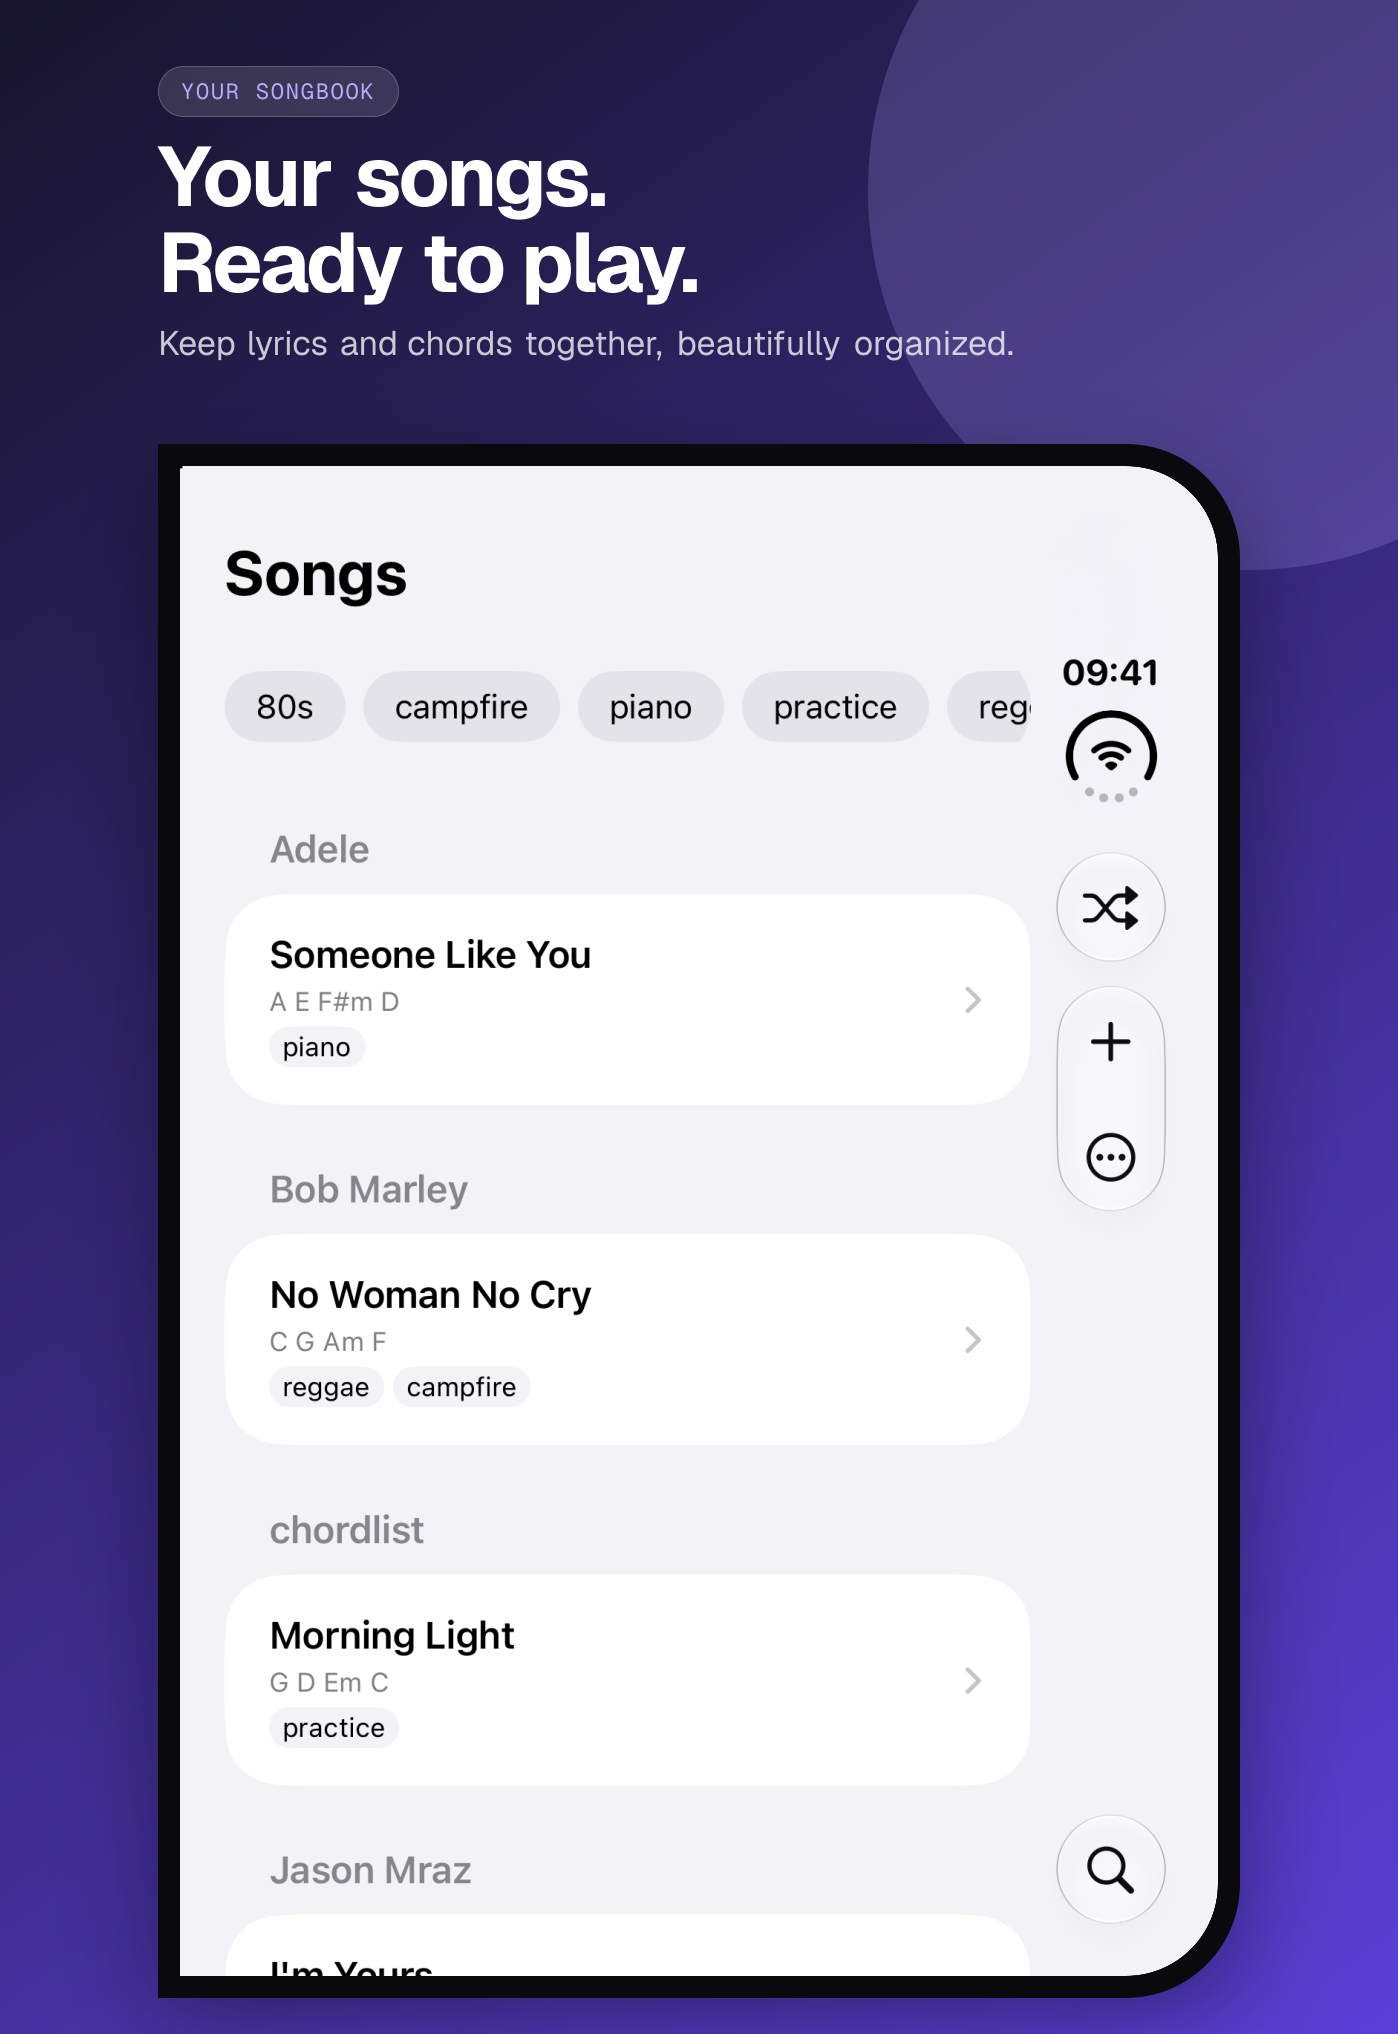 YOUR SONGBOOK
Your songs.
Ready to play.
Keep lyrics and chords together, beautifully organized.
Songs
09:41
80s campfire piano practice reg
Adele
Someone Like You
A E F#m D
piano
Bob Marley
No Woman No Cry
C G Am F
reggae campfire
chordlist
Morning Light
G D Em C
practice
Jason Mraz
I'm Yours